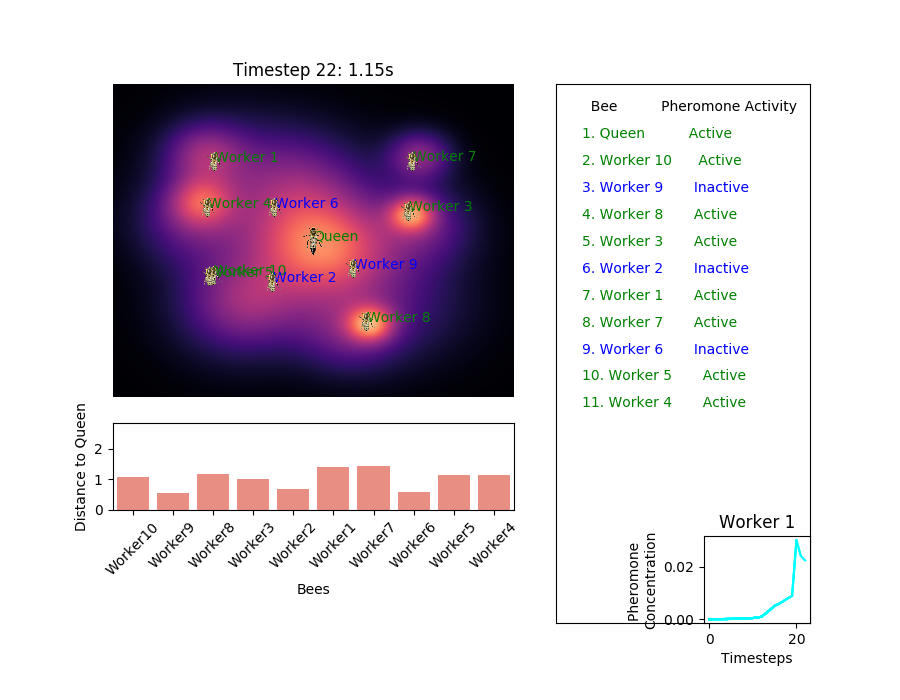 Timestep 22: 1.15s
Worker 1
Worker 7
Worker 4
Worker 6
Worker 3
Queen
Worker 9
Worker 10
Worker 2
Worker 8
Distance to Queen
2
1
0
Worker10
Worker9
Worker8
Worker3
Worker2
Worker1
Worker7
Worker6
Worker5
Worker4
Bees
Bee Pheromone Activity
1. Queen Active
2. Worker 10 Active
3. Worker 9 Inactive
4. Worker 8 Active
5. Worker 3 Active
6. Worker 2 Inactive
7. Worker 1 Active
8. Worker 7 Active
9. Worker 6 Inactive
10. Worker 5 Active
11. Worker 4 Active
Worker 1
Pheromone
Concentration
0.02
0.00
0
20
Timesteps